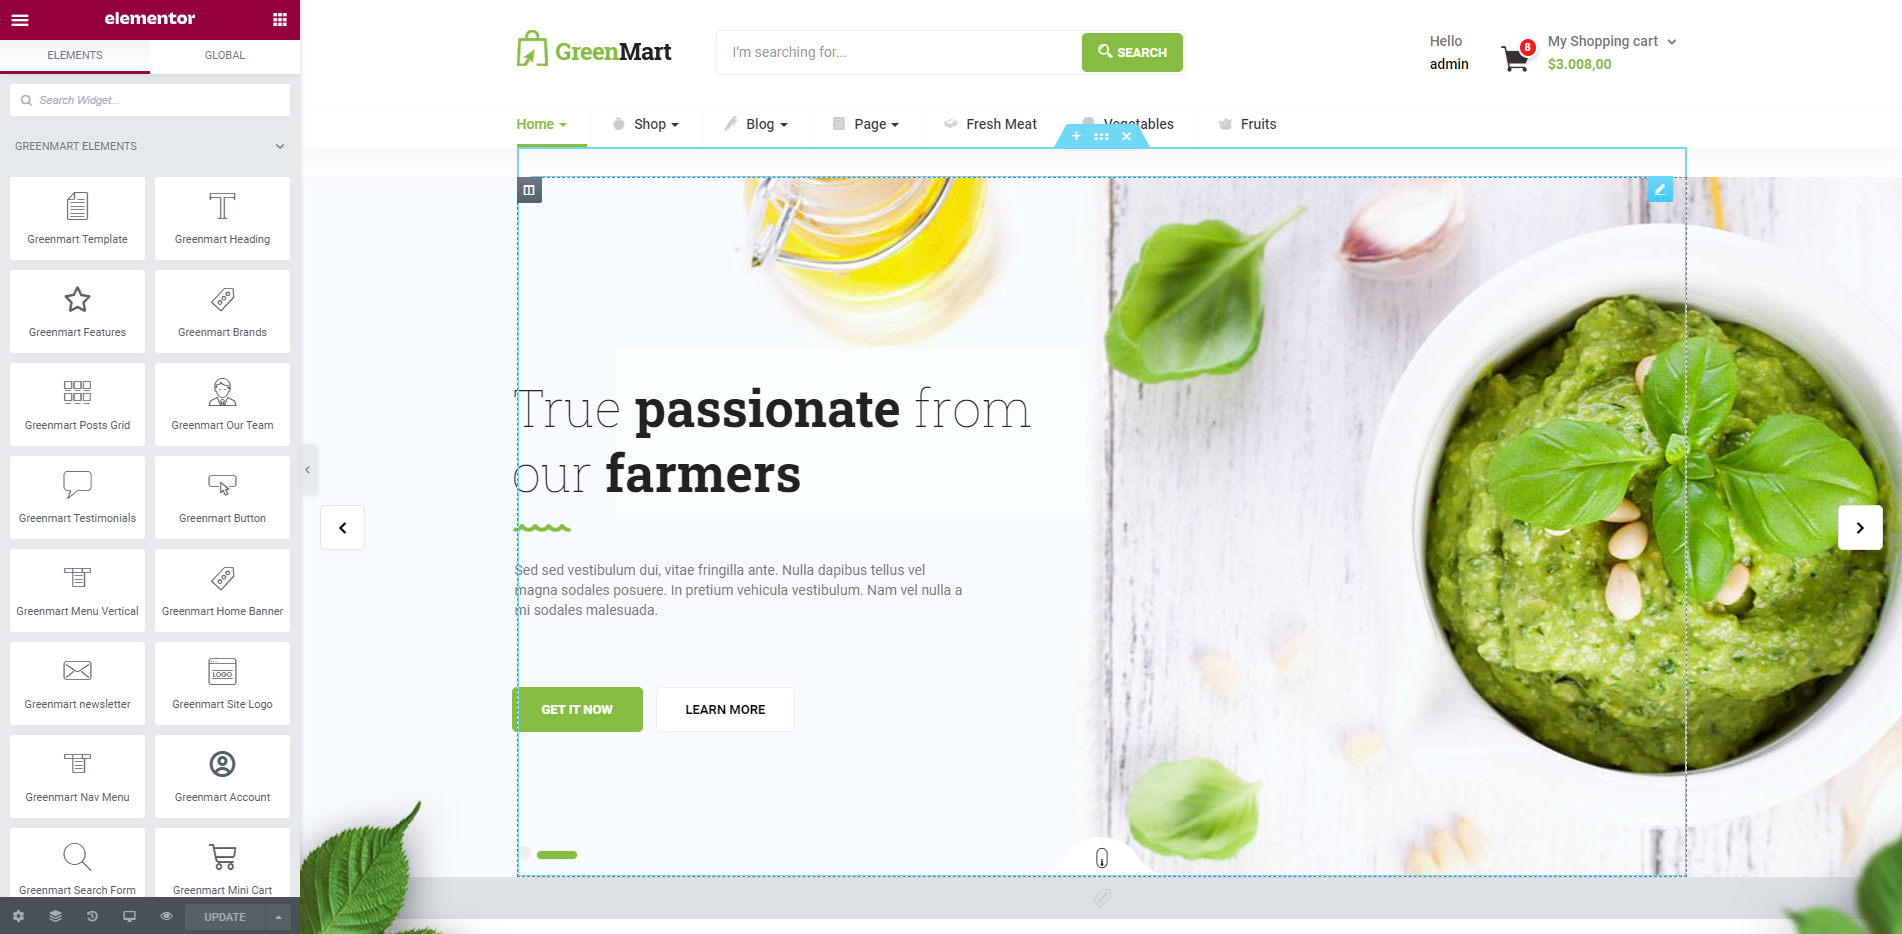 elementor
ELEMENTS
GLOBAL
Search Widget...
GREENMART ELEMENTS
Greenmart Template
Greenmart Heading
Greenmart Features
Greenmart Brands
Greenmart Posts Grid
Greenmart Our Team
Greenmart Testimonials
Greenmart Button
Greenmart Menu Vertical
Greenmart Home Banner
Greenmart newsletter
LOGO
Greenmart Site Logo
Greenmart Nav Menu
Greenmart Account
Greenmart Search Form
Greenmart Mini Cart
UPDATE
GreenMart
I'm searching for...
SEARCH
Hello
admin
8
My Shopping cart
$3.008,00
Home
Shop
Blog
Page
Fresh Meat
Vegetables
Fruits
True passionate from
our farmers
Sed sed vestibulum dui, vitae fringilla ante. Nulla dapibus tellus vel
magna sodales posuere. In pretium vehicula vestibulum. Nam vel nulla a
mi sodales malesuada.
GET IT NOW
LEARN MORE